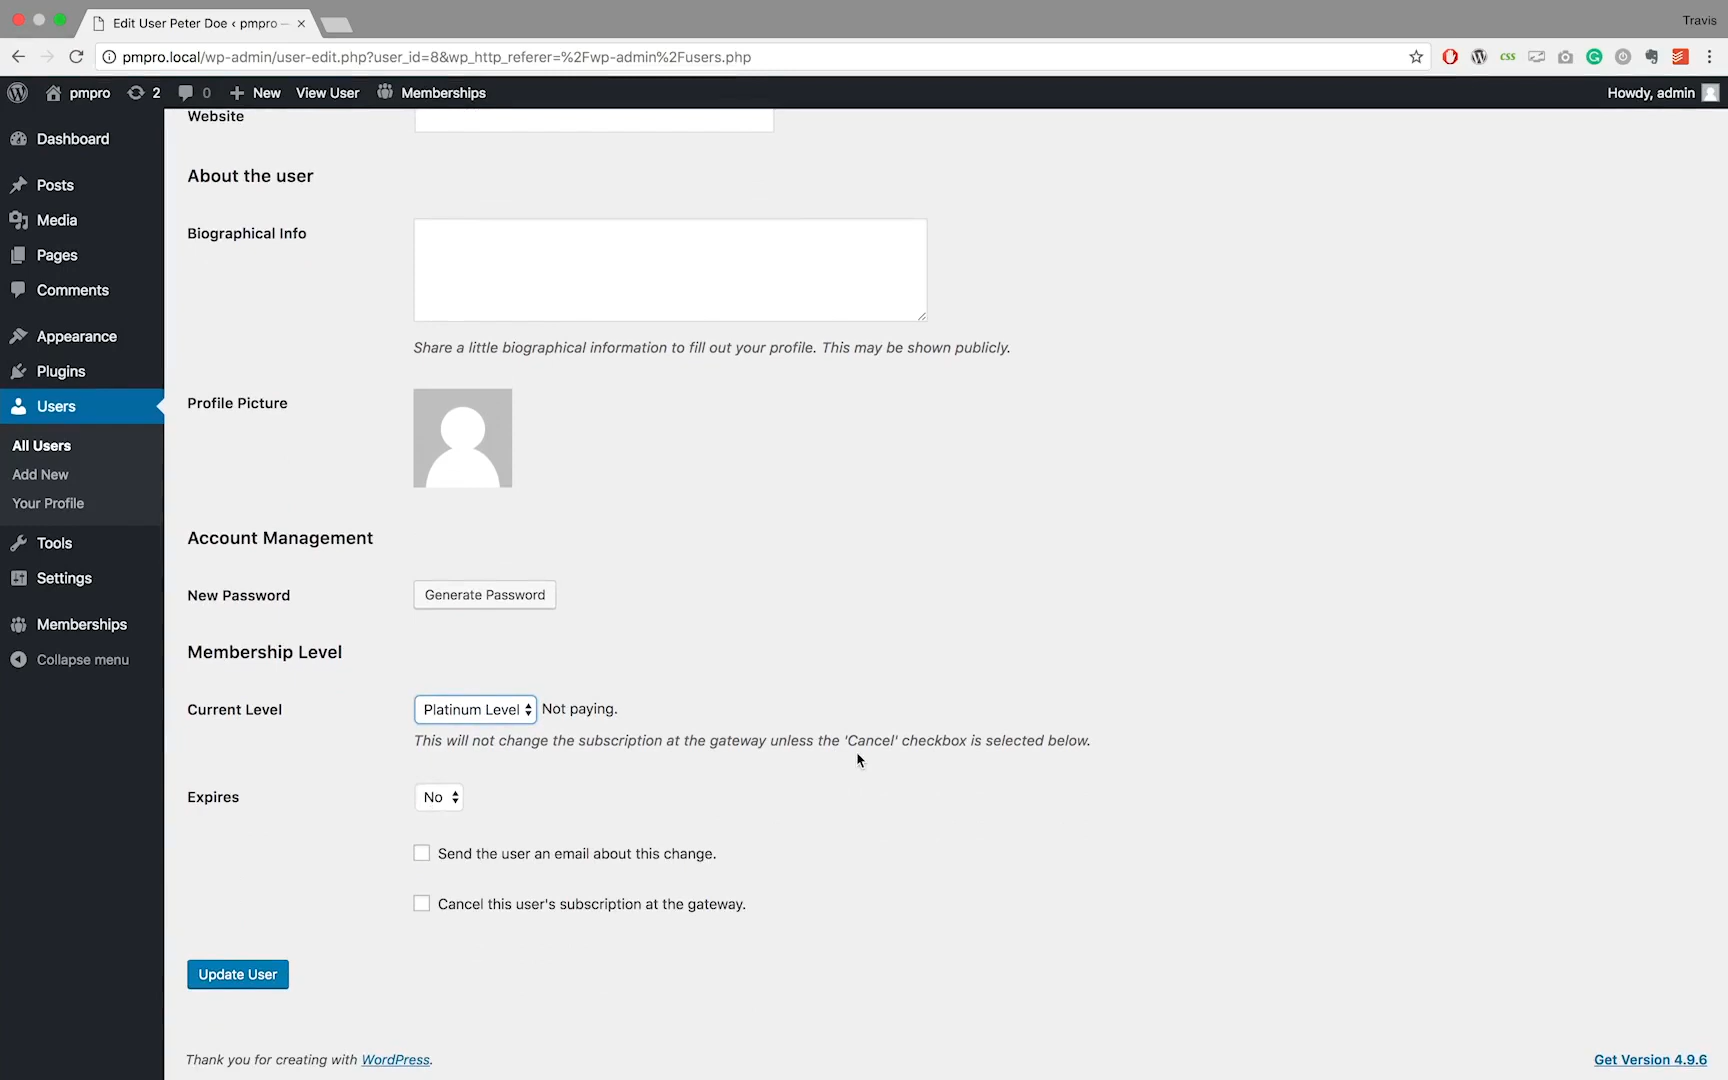 Travis
Edit User Peter Doe ‹ pmpro —
pmpro.local/wp-admin/user-edit.php?user_id=8&wp_http_referer=%2Fwp-admin%2Fusers.php
css
pmpro 2 0 New View User Memberships Howdy, admin
Dashboard
Posts
Media
Pages
Comments
Appearance
Plugins
Users
All Users
Add New
Your Profile
Tools
Settings
Memberships
Collapse menu
Website
About the user
Biographical Info
Share a little biographical information to fill out your profile. This may be shown publicly.
Profile Picture
Account Management
New Password Generate Password
Membership Level
Current Level Platinum Level Not paying.
This will not change the subscription at the gateway unless the 'Cancel' checkbox is selected below.
Expires No
Send the user an email about this change.
Cancel this user's subscription at the gateway.
Update User
Thank you for creating with WordPress. Get Version 4.9.6